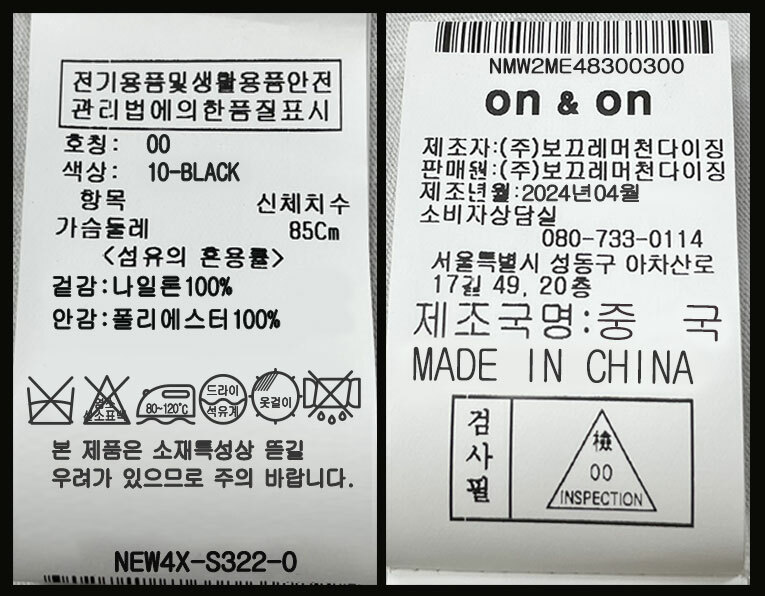 전기용품및생활용품안전
관리법에의한품질표시
호칭: 00
색상: 10-BLACK
항목 신체치수
가슴둘레 85Cm
<섬유의 혼용률>
겉감:나일론100%
안감:폴리에스터100%
80~120℃
드라이
석유계
옷걸이
본 제품은 소재특성상 뜯길
우려가 있으므로 주의 바랍니다.
NEW4X-S322-0
NMW2ME48300300
on & on
제조자:(주)보끄레머천다이징
판매원:(주)보끄레머천다이징
제조년월:2024년04월
소비자상담실
080-733-0114
서울특별시 성동구 아차산로
17길 49, 20층
제조국명:중 국
MADE IN CHINA
검사필
檢
00
INSPECTION